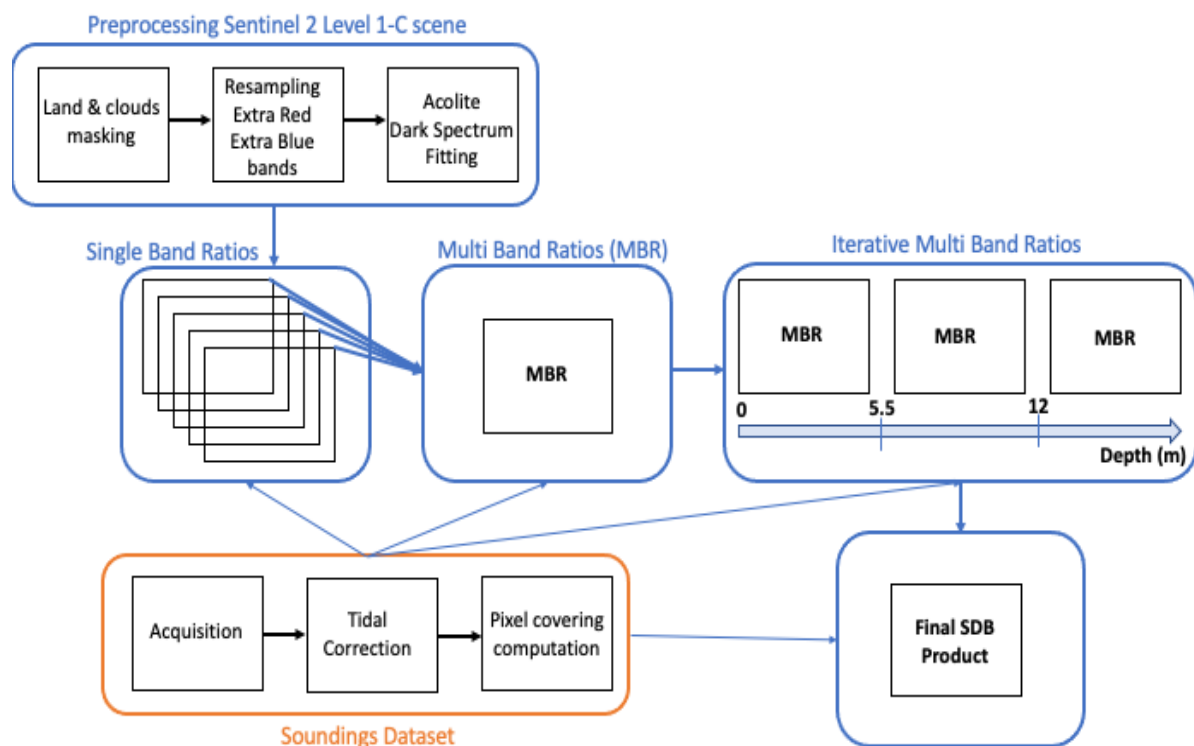 Preprocessing Sentinel 2 Level 1-C scene
Land & clouds
masking
Resampling
Extra Red
Extra Blue
bands
Acolite
Dark Spectrum
Fitting
Single Band Ratios
Multi Band Ratios (MBR)
Iterative Multi Band Ratios
MBR
MBR
MBR
MBR
0
5.5
12
Depth (m)
Acquisition
Tidal
Correction
Pixel covering
computation
Final SDB
Product
Soundings Dataset